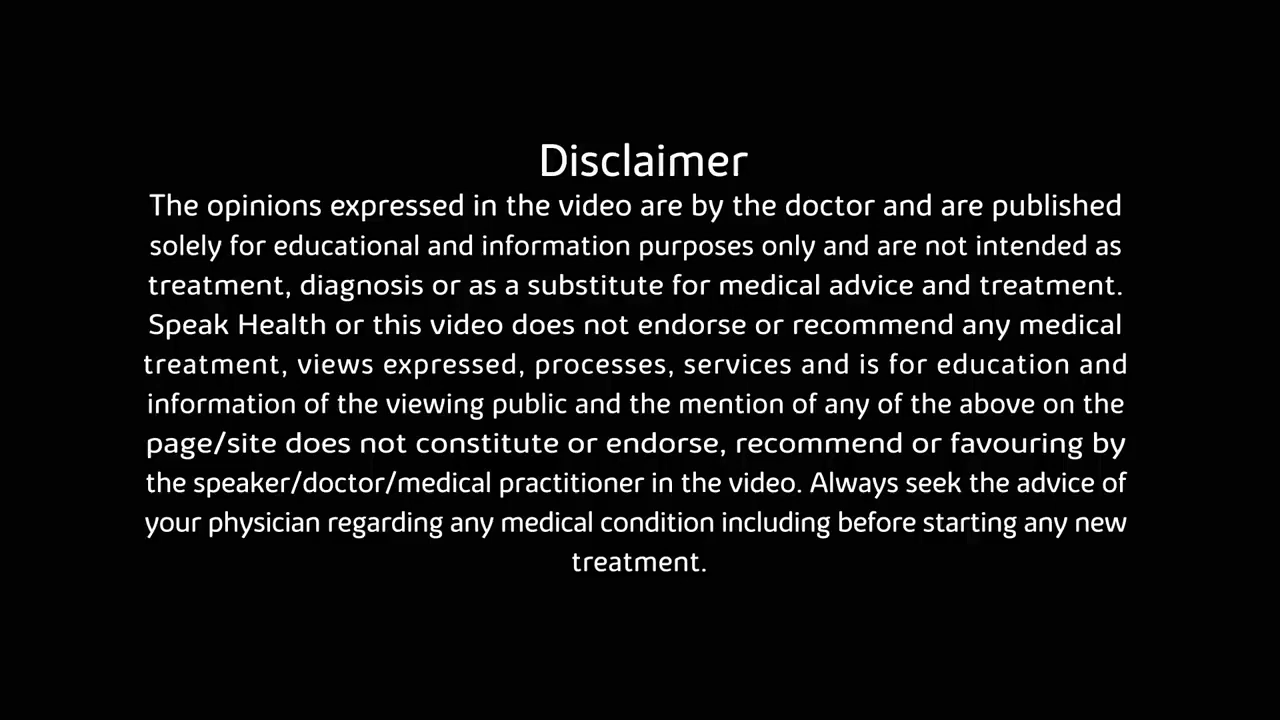 Disclaimer
The opinions expressed in the video are by the doctor and are published
solely for educational and information purposes only and are not intended as
treatment, diagnosis or as a substitute for medical advice and treatment.
Speak Health or this video does not endorse or recommend any medical
treatment, views expressed, processes, services and is for education and
information of the viewing public and the mention of any of the above on the
page/site does not constitute or endorse, recommend or favouring by
the speaker/doctor/medical practitioner in the video. Always seek the advice of
your physician regarding any medical condition including before starting any new
treatment.